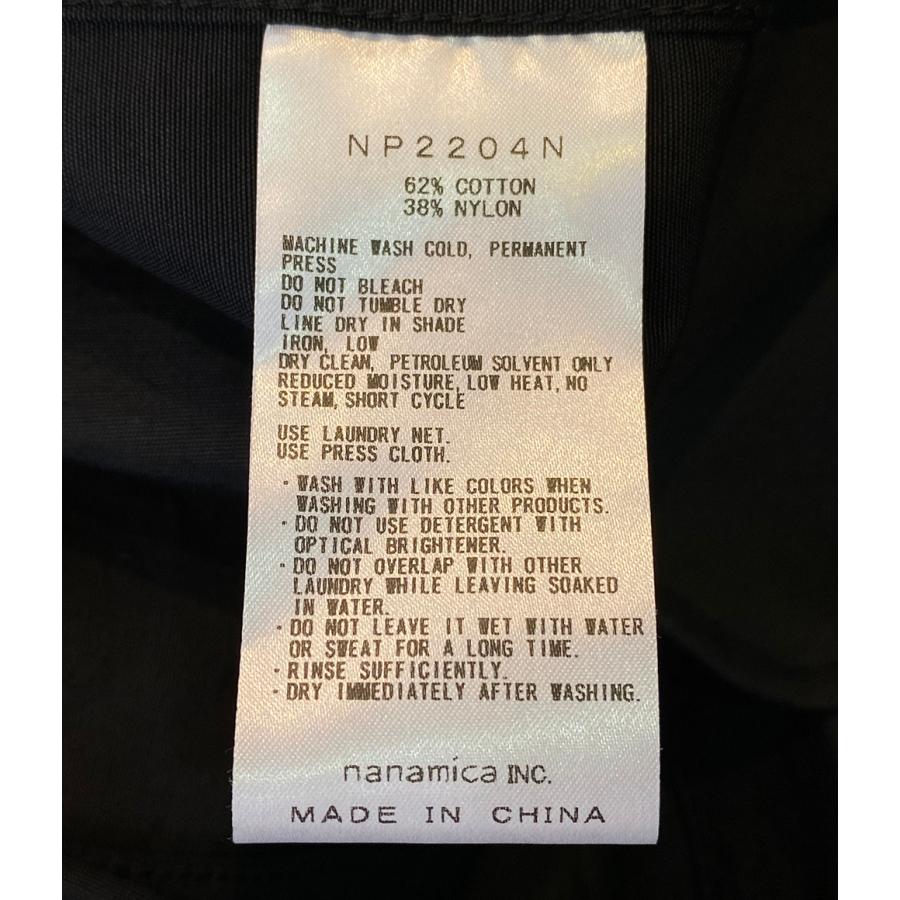 NP2204N
62% COTTON
38% NYLON
MACHINE WASH COLD, PERMANENT
PRESS
DO NOT BLEACH
DO NOT TUMBLE DRY
LINE DRY IN SHADE
IRON, LOW
DRY CLEAN, PETROLEUM SOLVENT ONLY
REDUCED MOISTURE, LOW HEAT, NO
STEAM, SHORT CYCLE
USE LAUNDRY NET.
USE PRESS CLOTH.
・WASH WITH LIKE COLORS WHEN
WASHING WITH OTHER PRODUCTS.
・DO NOT USE DETERGENT WITH
OPTICAL BRIGHTENER.
・DO NOT OVERLAP WITH OTHER
LAUNDRY WHILE LEAVING SOAKED
IN WATER.
・DO NOT LEAVE IT WET WITH WATER
OR SWEAT FOR A LONG TIME.
・RINSE SUFFICIENTLY.
・DRY IMMEDIATELY AFTER WASHING.
nanamica INC.
MADE IN CHINA